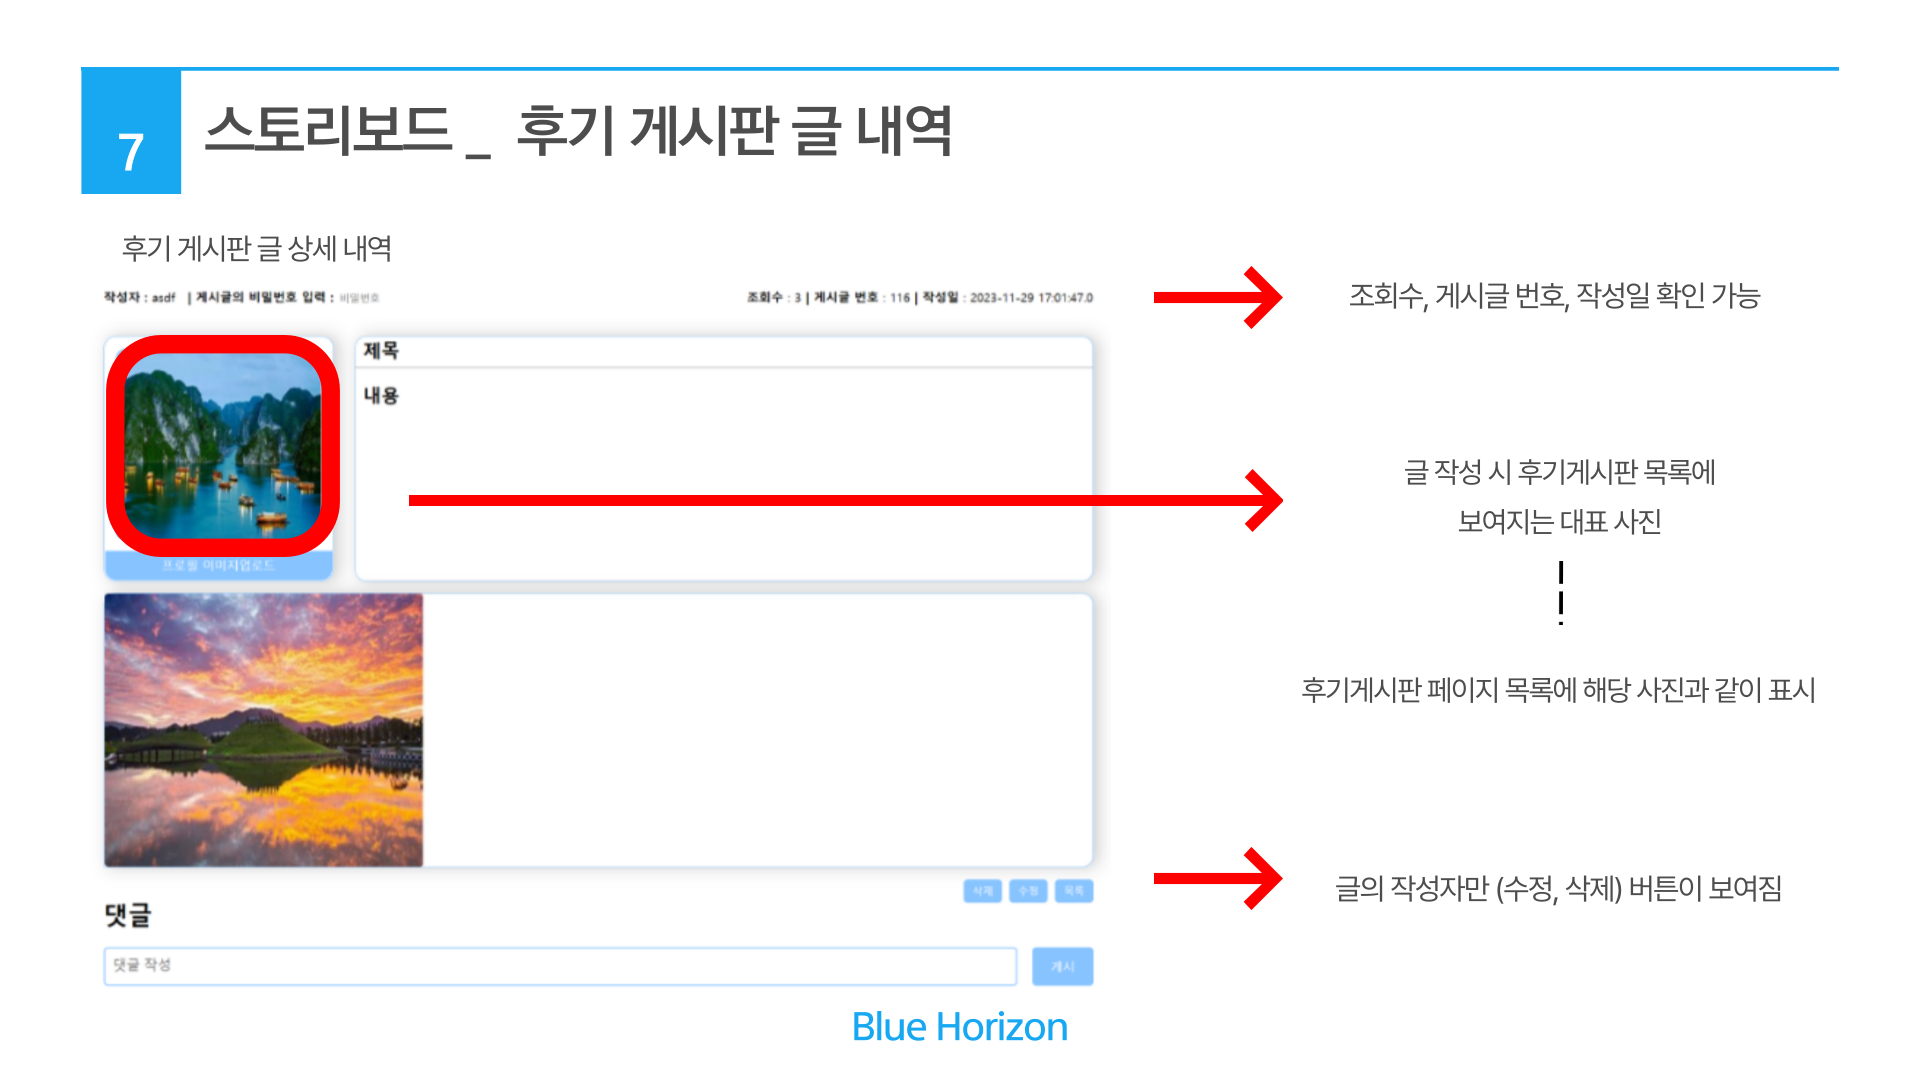 7
스토리보드 _ 후기 게시판 글 내역
후기 게시판 글 상세 내역
작성자 : asdf | 게시글의 비밀번호 입력 : 비밀번호
조회수 : 3 | 게시글 번호 : 116 | 작성일 : 2023-11-29 17:01:47.0
조회수, 게시글 번호, 작성일 확인 가능
제목
내용
글 작성 시 후기게시판 목록에
보여지는 대표 사진
프로필 이미지업로드
후기게시판 페이지 목록에 해당 사진과 같이 표시
삭제 수정 목록
글의 작성자만 (수정, 삭제) 버튼이 보여짐
댓글
댓글 작성
게시
Blue Horizon